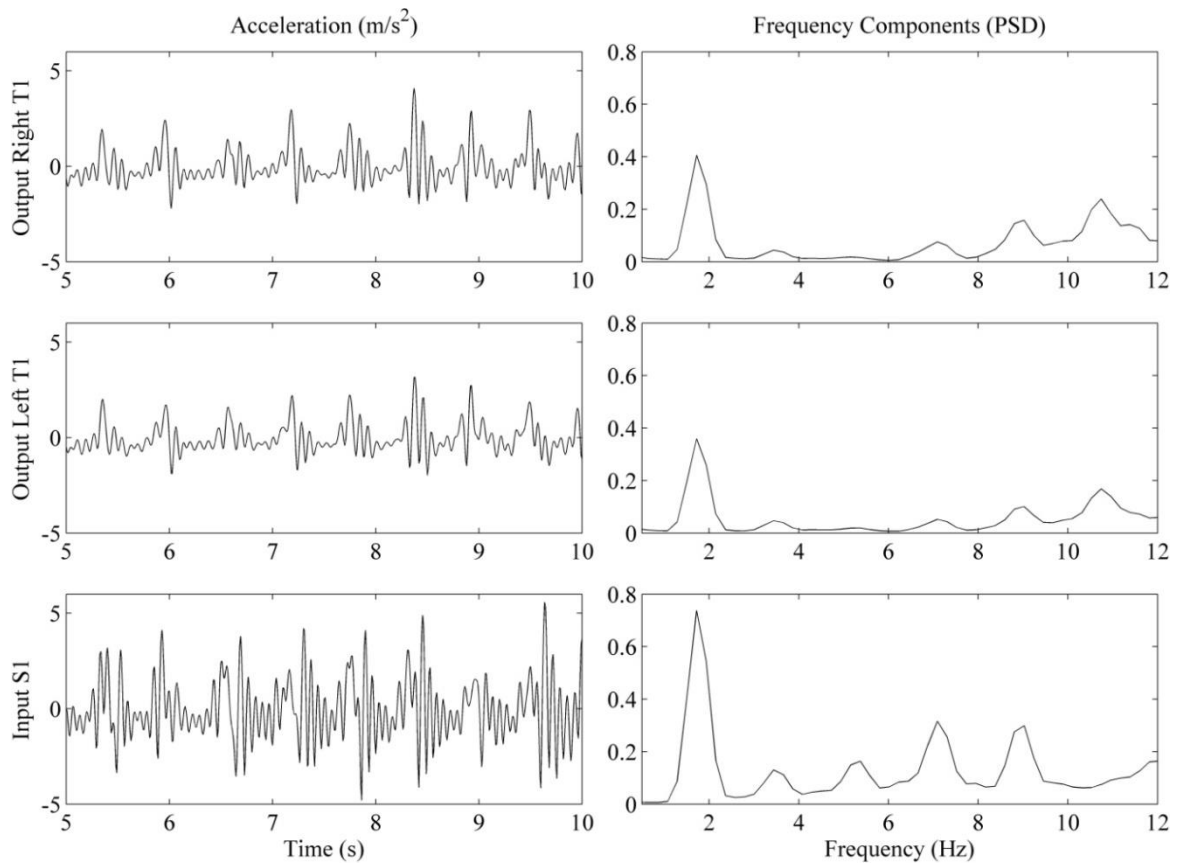 Acceleration (m/s2)
Frequency Components (PSD)
Output Right T1
5
0
-5
5 6 7 8 9 10
0.8
0.6
0.4
0.2
0
2 4 6 8 10 12
Output Left T1
5
0
-5
5 6 7 8 9 10
0.8
0.6
0.4
0.2
0
2 4 6 8 10 12
Input S1
5
0
-5
5 6 7 8 9 10
Time (s)
0.8
0.6
0.4
0.2
0
2 4 6 8 10 12
Frequency (Hz)